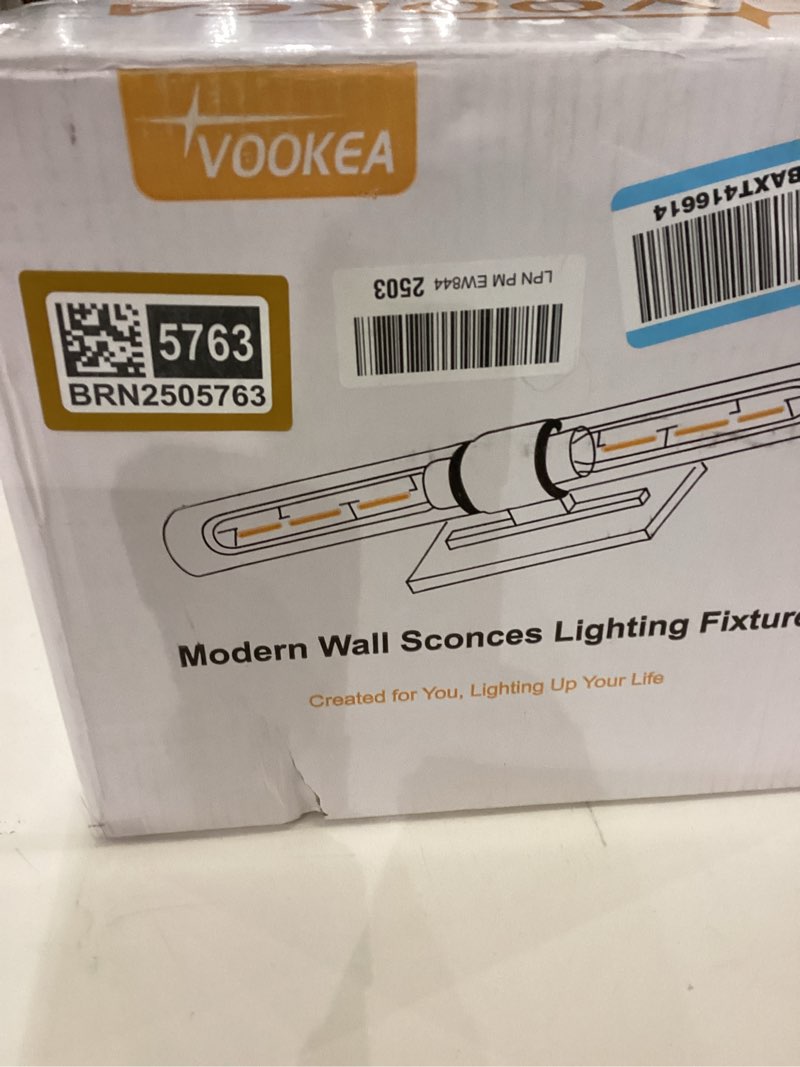 VOOKEA
BAXT416614
LPN PM EW844 2503
5763
BRN2505763
Modern Wall Sconces Lighting Fixture
Created for You, Lighting Up Your Life